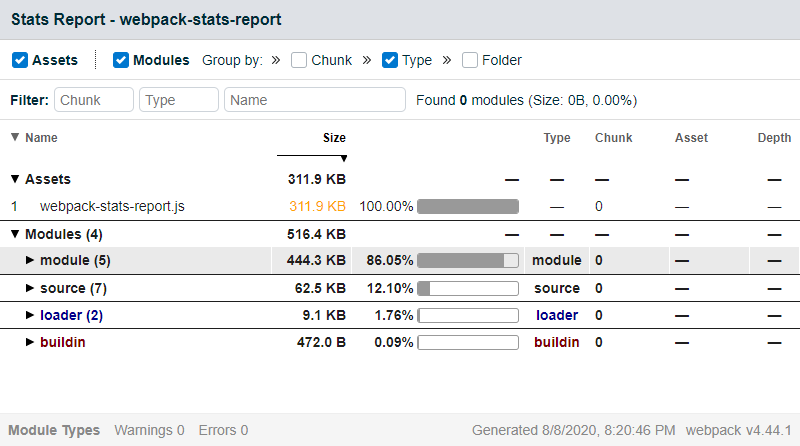 Stats Report - webpack-stats-report
Assets Modules Group by: » Chunk » Type » Folder
Filter: Chunk Type Name Found 0 modules (Size: 0B, 0.00%)
▼ Name Size Type Chunk Asset Depth
▼ Assets 311.9 KB — — — —
1 webpack-stats-report.js 311.9 KB 100.00% — 0 — —
▼ Modules (4) 516.4 KB — — — —
▶ module (5) 444.3 KB 86.05% module 0 — —
▶ source (7) 62.5 KB 12.10% source 0 — —
▶ loader (2) 9.1 KB 1.76% loader 0 — —
▶ buildin 472.0 B 0.09% buildin 0 — —
Module Types Warnings 0 Errors 0 Generated 8/8/2020, 8:20:46 PM webpack v4.44.1